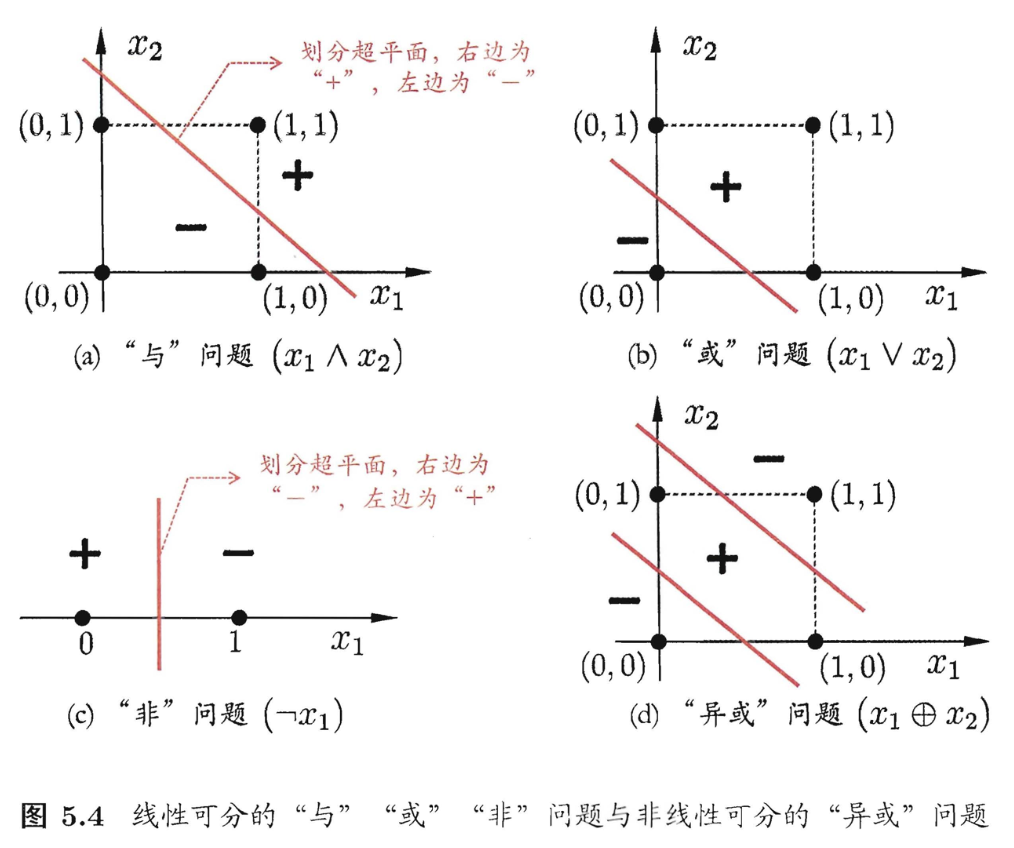 x₂
划分超平面，右边为
“+”，左边为“−”
(0, 1)
(1, 1)
+
−
(0, 0)
(1, 0)
x₁
(a) “与” 问题 (x₁ ∧ x₂)
x₂
(0, 1)
(1, 1)
+
−
(0, 0)
(1, 0)
x₁
(b) “或” 问题 (x₁ ∨ x₂)
划分超平面，右边为
“−”，左边为“+”
+
−
0
1
x₁
(c) “非” 问题 (¬x₁)
x₂
−
(0, 1)
(1, 1)
+
−
(0, 0)
(1, 0)
x₁
(d) “异或” 问题 (x₁ ⊕ x₂)
图 5.4 线性可分的“与” “或” “非” 问题与非线性可分的“异或” 问题